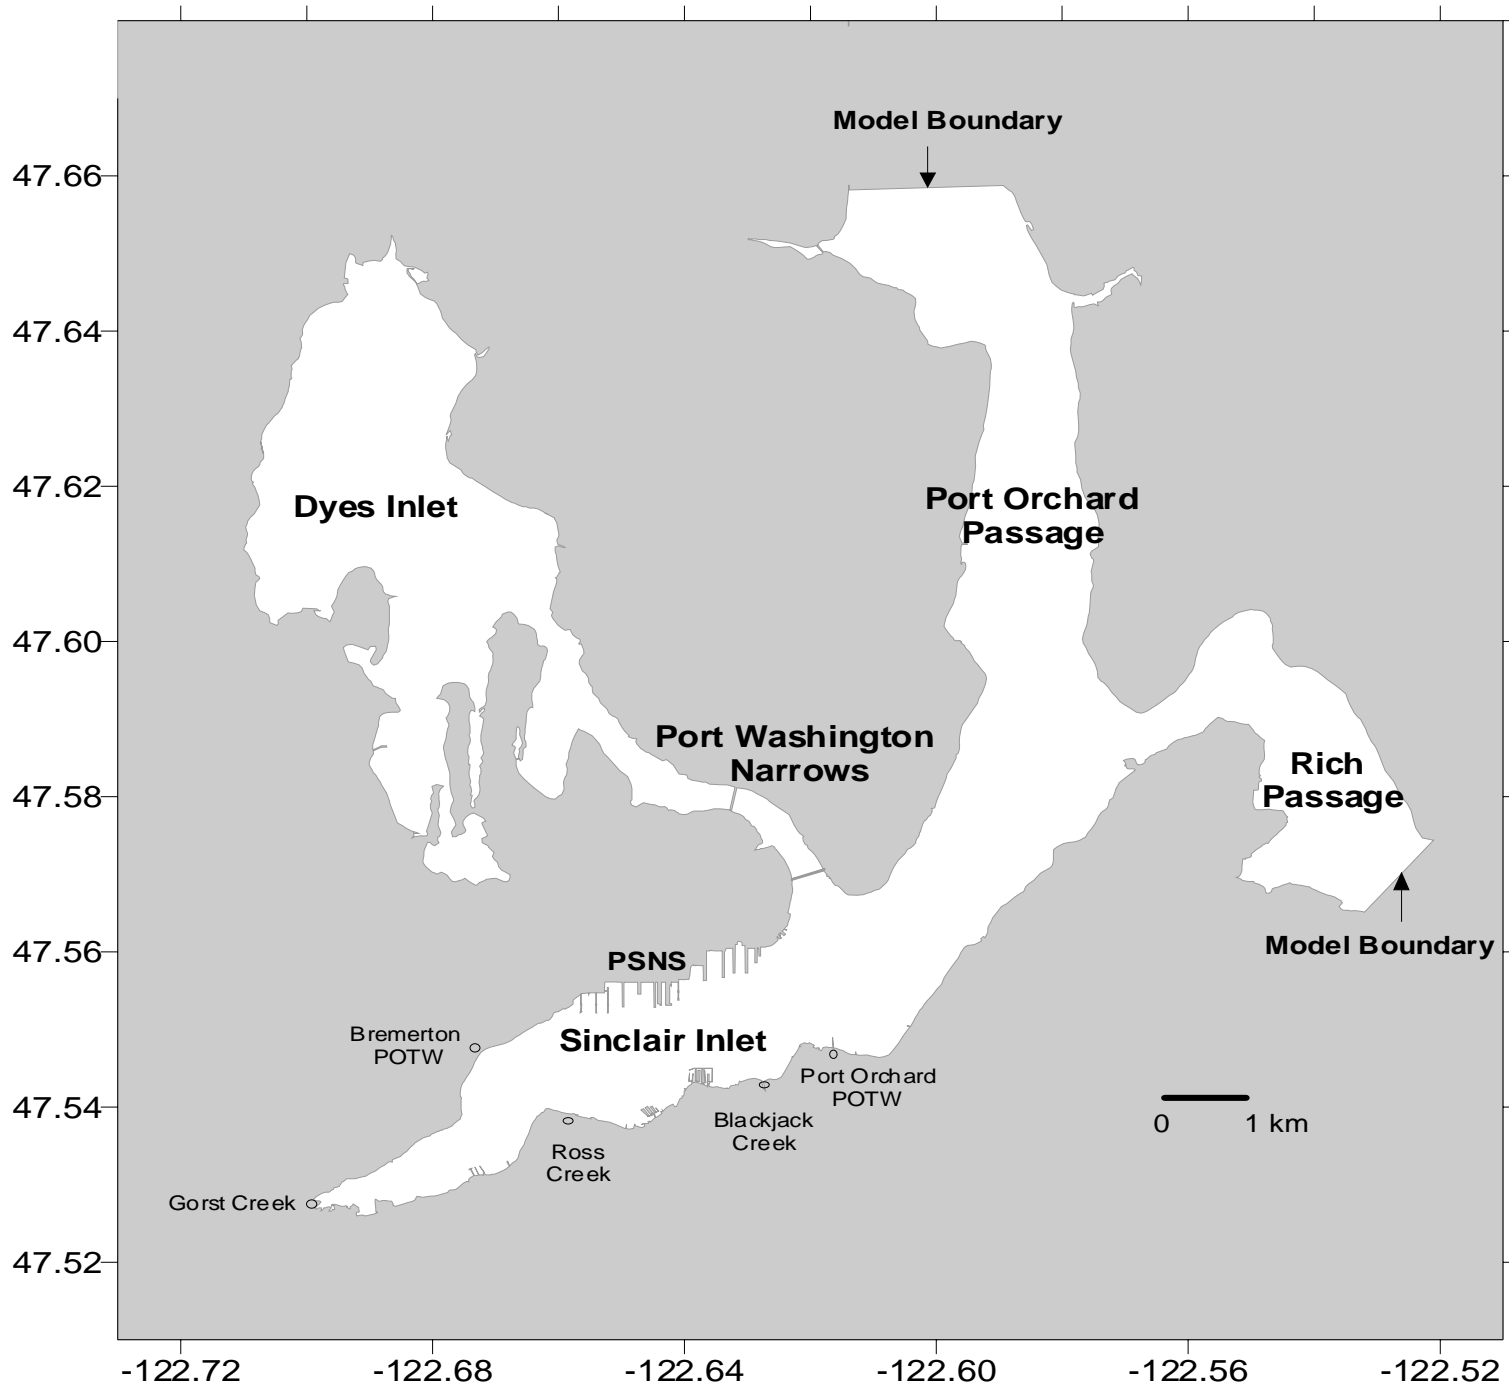 Model Boundary
47.66
47.64
47.62
Dyes Inlet
Port Orchard
Passage
47.60
Port Washington
Narrows
Rich
Passage
47.58
47.56
PSNS
Model Boundary
Sinclair Inlet
Bremerton
POTW
Port Orchard
POTW
47.54
Blackjack
Creek
0 1 km
Ross
Creek
Gorst Creek
47.52
-122.72 -122.68 -122.64 -122.60 -122.56 -122.52